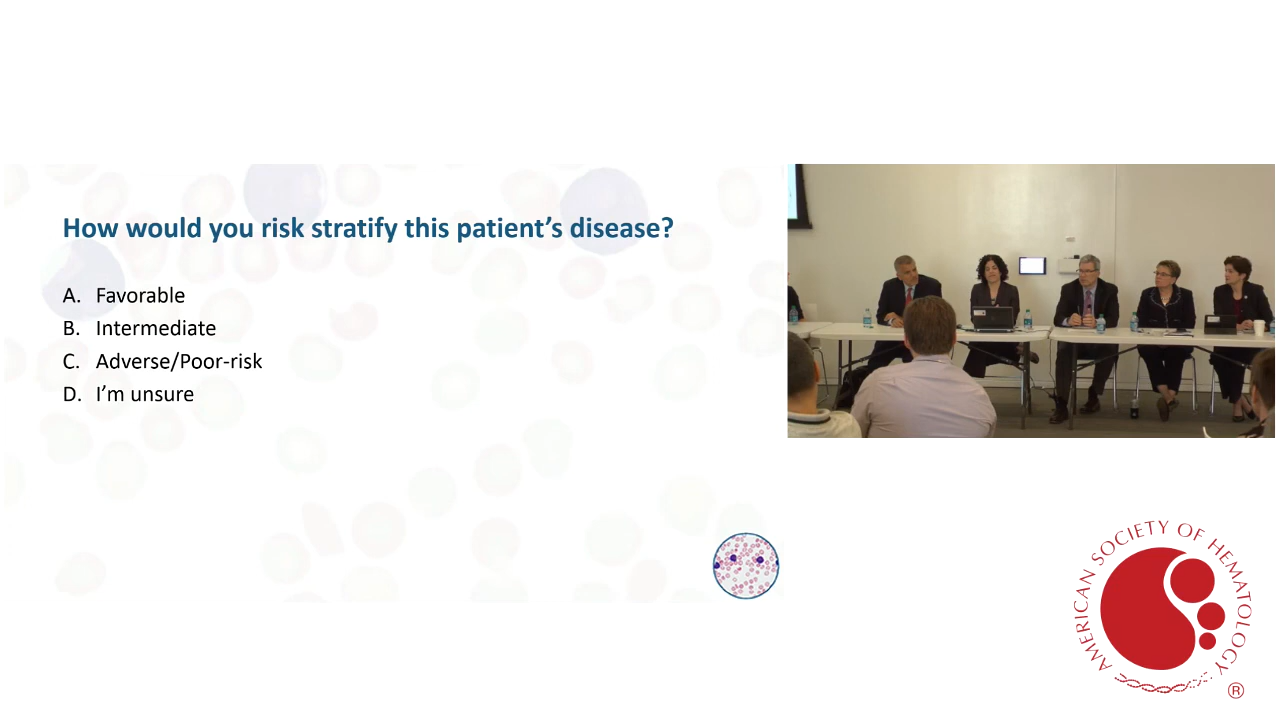 How would you risk stratify this patient’s disease?
A. Favorable
B. Intermediate
C. Adverse/Poor-risk
D. I’m unsure
AMERICAN SOCIETY OF HEMATOLOGY
®